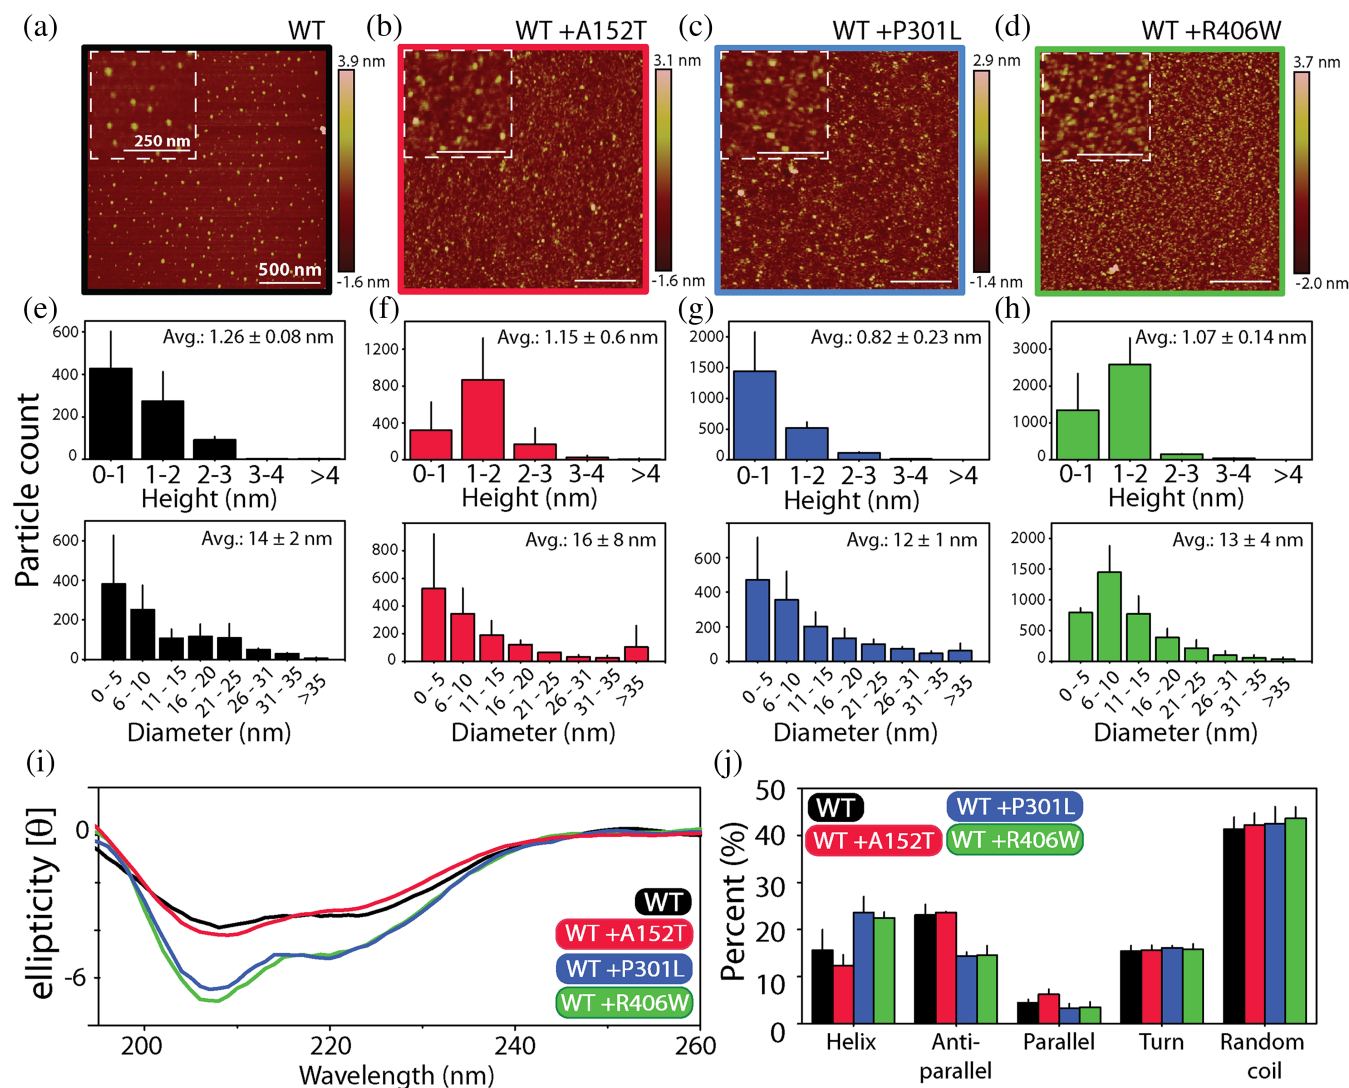 (a) WT (b) WT +A152T (c) WT +P301L (d) WT +R406W
3.9 nm 3.1 nm 2.9 nm 3.7 nm
250 nm
500 nm
-1.6 nm -1.6 nm -1.4 nm -2.0 nm
(e) (f) (g) (h)
Particle count
600
400
200
0
Avg.: 1.26 ± 0.08 nm
0-1 1-2 2-3 3-4 >4
Height (nm)
1200
800
400
0
Avg.: 1.15 ± 0.6 nm
0-1 1-2 2-3 3-4 >4
Height (nm)
2000
1500
1000
500
0
Avg.: 0.82 ± 0.23 nm
0-1 1-2 2-3 3-4 >4
Height (nm)
3000
2000
1000
0
Avg.: 1.07 ± 0.14 nm
0-1 1-2 2-3 3-4 >4
Height (nm)
600
400
200
0
Avg.: 14 ± 2 nm
0 - 5 6 - 10 11 - 15 16 - 20 21 - 25 26 - 31 31 - 35 >35
Diameter (nm)
800
600
400
200
0
Avg.: 16 ± 8 nm
0 - 5 6 - 10 11 - 15 16 - 20 21 - 25 26 - 31 31 - 35 >35
Diameter (nm)
600
400
200
0
Avg.: 12 ± 1 nm
0 - 5 6 - 10 11 - 15 16 - 20 21 - 25 26 - 31 31 - 35 >35
Diameter (nm)
2000
1500
1000
500
0
Avg.: 13 ± 4 nm
0 - 5 6 - 10 11 - 15 16 - 20 21 - 25 26 - 31 31 - 35 >35
Diameter (nm)
(i)
ellipticity [θ]
0
-6
WT
WT +A152T
WT +P301L
WT +R406W
200 220 240 260
Wavelength (nm)
(j)
Percent (%)
50
40
30
20
10
0
WT WT +P301L
WT +A152T WT +R406W
Helix Anti- Parallel Turn Random
parallel coil